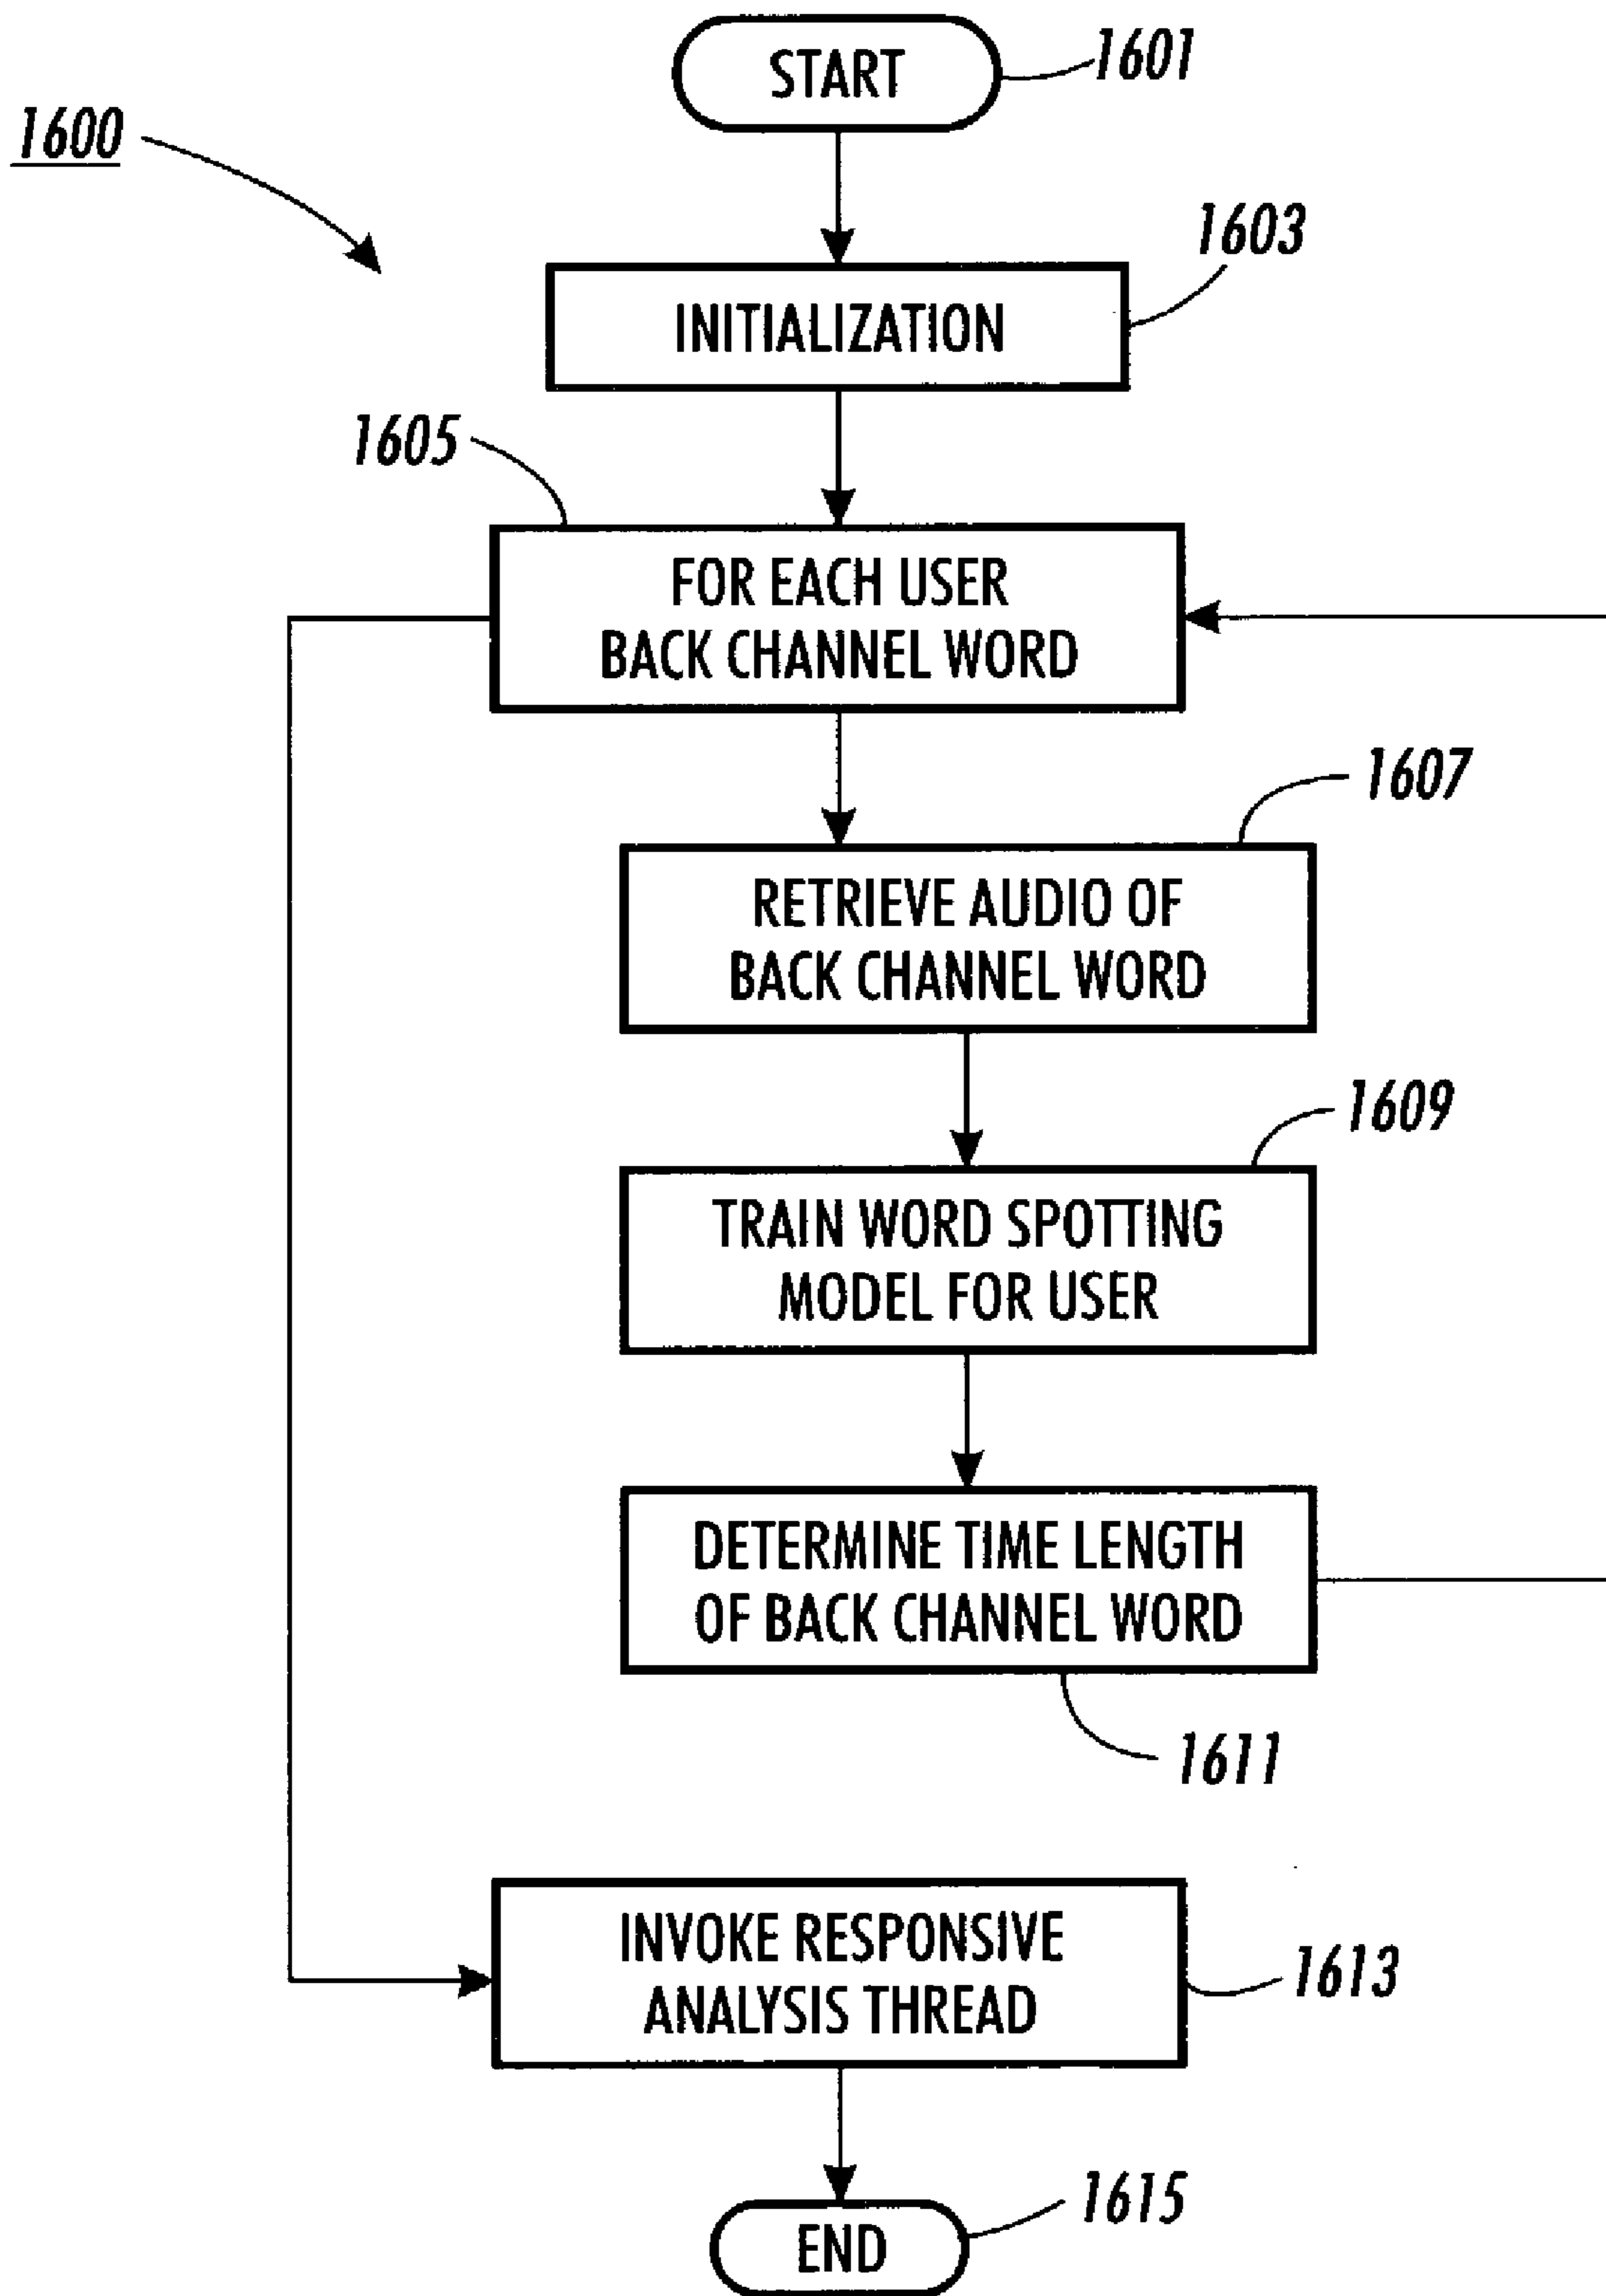 START
1601
1600
1603
INITIALIZATION
1605
FOR EACH USER
BACK CHANNEL WORD
1607
RETRIEVE AUDIO OF
BACK CHANNEL WORD
1609
TRAIN WORD SPOTTING
MODEL FOR USER
DETERMINE TIME LENGTH
OF BACK CHANNEL WORD
1611
INVOKE RESPONSIVE
ANALYSIS THREAD
1613
1615
END